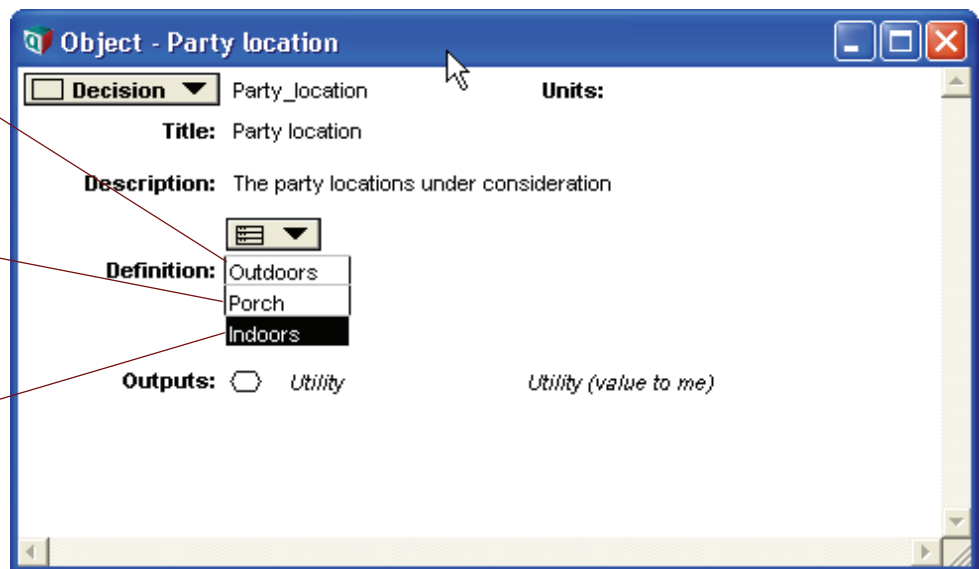 Object - Party location
Decision Party_location Units:
Title: Party location
Description: The party locations under consideration
Definition: Outdoors
Porch
Indoors
Outputs: Utility Utility (value to me)